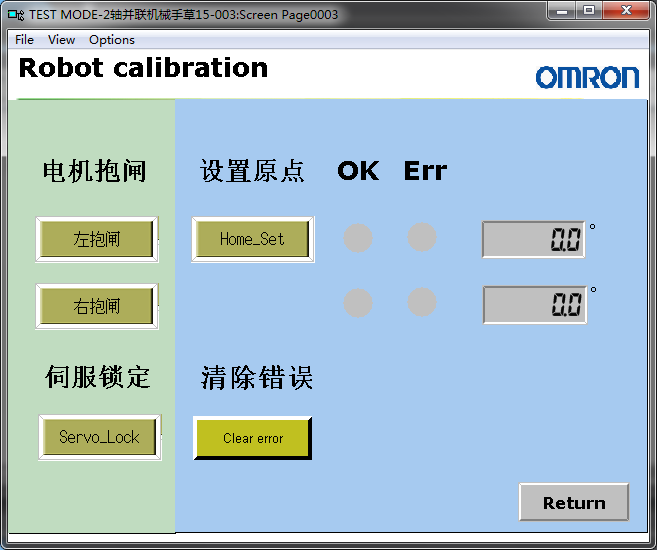 TEST MODE-2轴并联机械手草15-003:Screen Page0003
File View Options
Robot calibration
OMRON
电机抱闸 设置原点 OK Err
左抱闸 Home_Set 0.0 °
右抱闸 0.0 °
伺服锁定 清除错误
Servo_Lock Clear error
Return